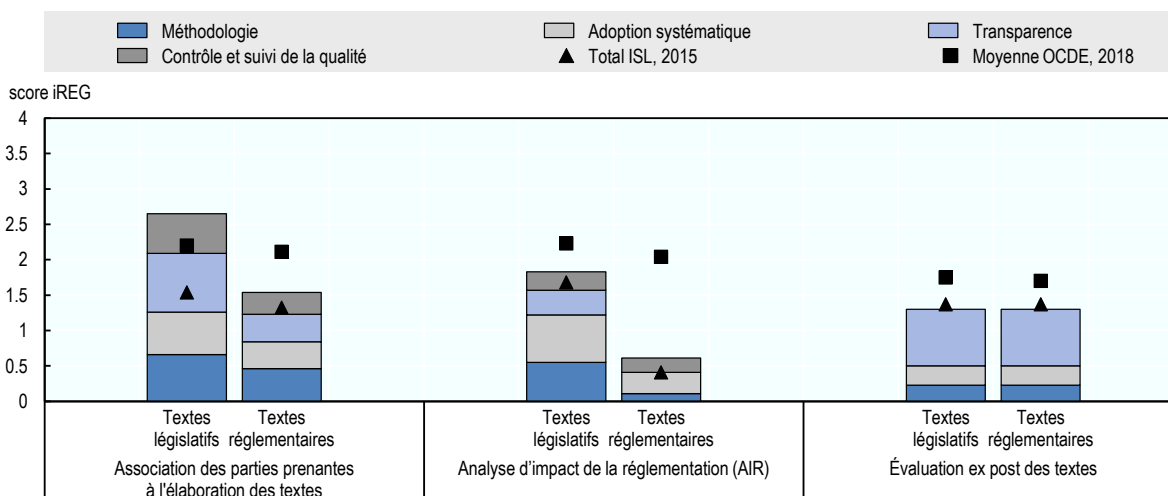 Méthodologie Adoption systématique Transparence
Contrôle et suivi de la qualité Total ISL, 2015 Moyenne OCDE, 2018
score iREG
4
3.5
3
2.5
2
1.5
1
0.5
0
Textes Textes Textes Textes Textes Textes
législatifs réglementaires législatifs réglementaires législatifs réglementaires
Association des parties prenantes Analyse d'impact de la réglementation (AIR) Évaluation ex post des textes
à l'élaboration des textes